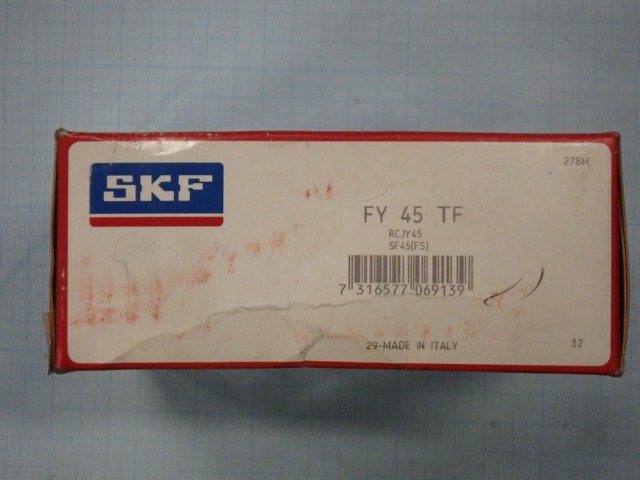 SKF
278H
FY 45 TF
RCJY45
SF45(FS)
7 316577 069139
29-MADE IN ITALY
12